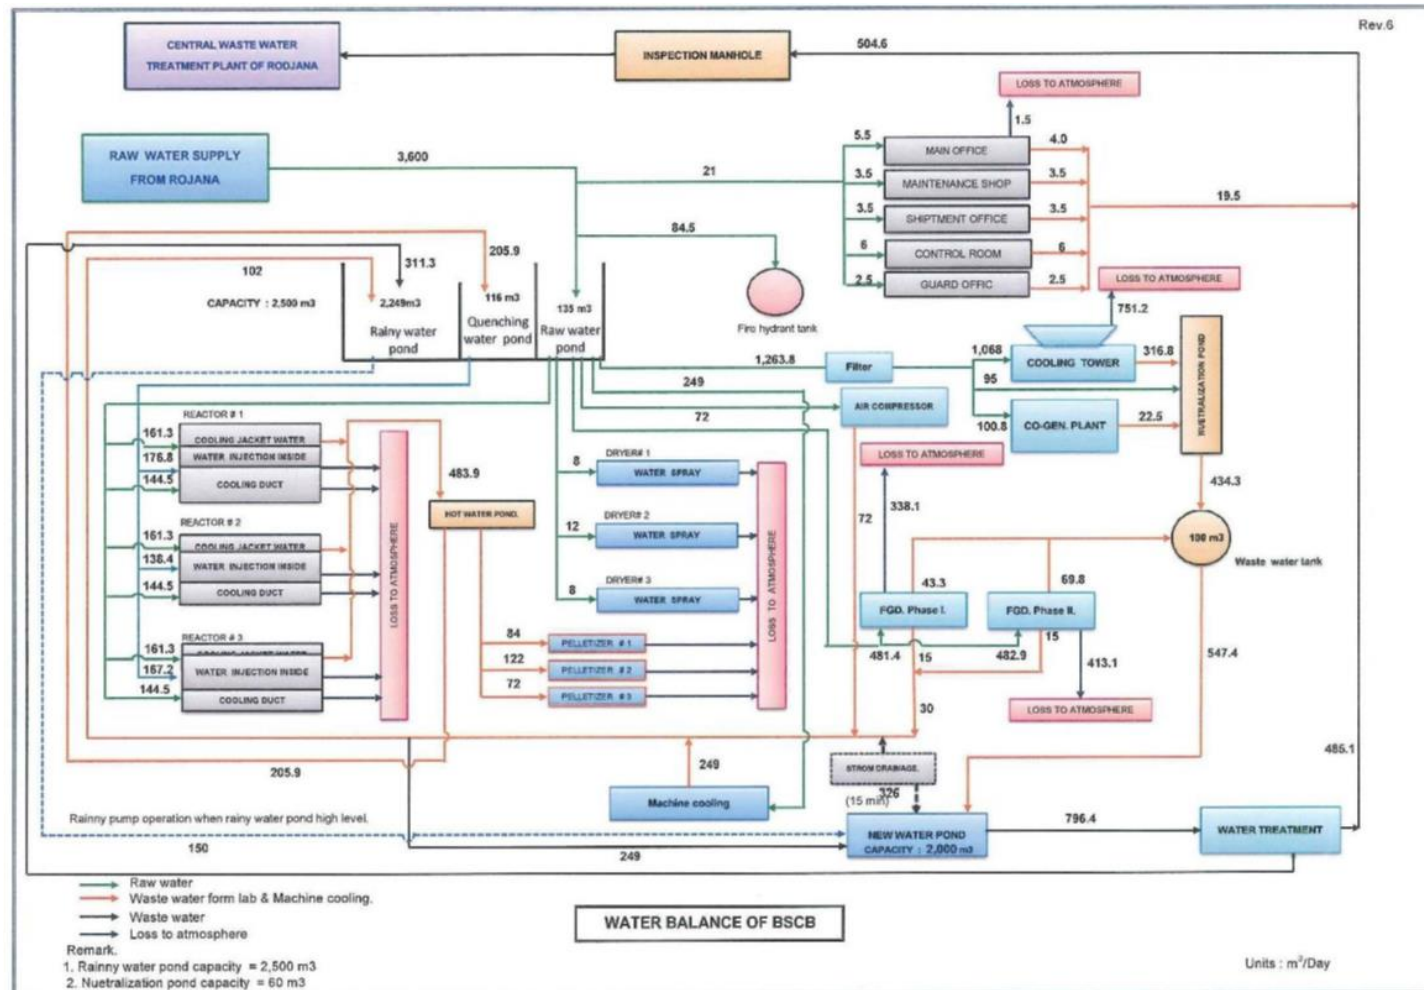 Rev.6
CENTRAL WASTE WATER
TREATMENT PLANT OF RODJANA
INSPECTION MANHOLE
504.6
LOSS TO ATMOSPHERE
1.5
RAW WATER SUPPLY
FROM ROJANA
3,600
21
84.5
5.5
MAIN OFFICE
4.0
3.5
MAINTENANCE SHOP
3.5
3.5
SHIPTMENT OFFICE
3.5
6
CONTROL ROOM
6
2.5
GUARD OFFIC
2.5
19.5
Fire hydrant tank
102
311.3
205.9
CAPACITY : 2,500 m3
2,249m3
Rainy water
pond
116 m3
Quenching
water pond
135 m3
Raw water
pond
LOSS TO ATMOSPHERE
751.2
1,263.8
Filter
1,068
COOLING TOWER
316.8
95
100.8
CO-GEN. PLANT
22.5
NUETRALIZATION POND
434.3
249
72
AIR COMPRESSOR
72
REACTOR # 1
161.3
COOLING JACKET WATER
176.8
WATER INJECTION INSIDE
144.5
COOLING DUCT
REACTOR # 2
161.3
COOLING JACKET WATER
138.4
WATER INJECTION INSIDE
144.5
COOLING DUCT
REACTOR # 3
161.3
COOLING JACKET WATER
167.2
WATER INJECTION INSIDE
144.5
COOLING DUCT
LOSS TO ATMOSPHERE
483.9
HOT WATER POND.
DRYER# 1
8
WATER SPRAY
DRYER# 2
12
WATER SPRAY
DRYER# 3
8
WATER SPRAY
84
PELLETIZER # 1
122
PELLETIZER # 2
72
PELLETIZER # 3
LOSS TO ATMOSPHERE
LOSS TO ATMOSPHERE
338.1
43.3
69.8
100 m3
Waste water tank
FGD. Phase I.
FGD. Phase II.
481.4
15
482.9
15
413.1
LOSS TO ATMOSPHERE
30
547.4
485.1
205.9
249
Machine cooling
STROM DRAINAGE.
326
(15 min)
Rainny pump operation when rainy water pond high level.
150
249
NEW WATER POND
CAPACITY : 2,000 m3
796.4
WATER TREATMENT
Raw water
Waste water form lab & Machine cooling.
Waste water
Loss to atmosphere
WATER BALANCE OF BSCB
Remark.
1. Rainny water pond capacity = 2,500 m3
2. Nuetralization pond capacity = 60 m3
Units : m³/Day